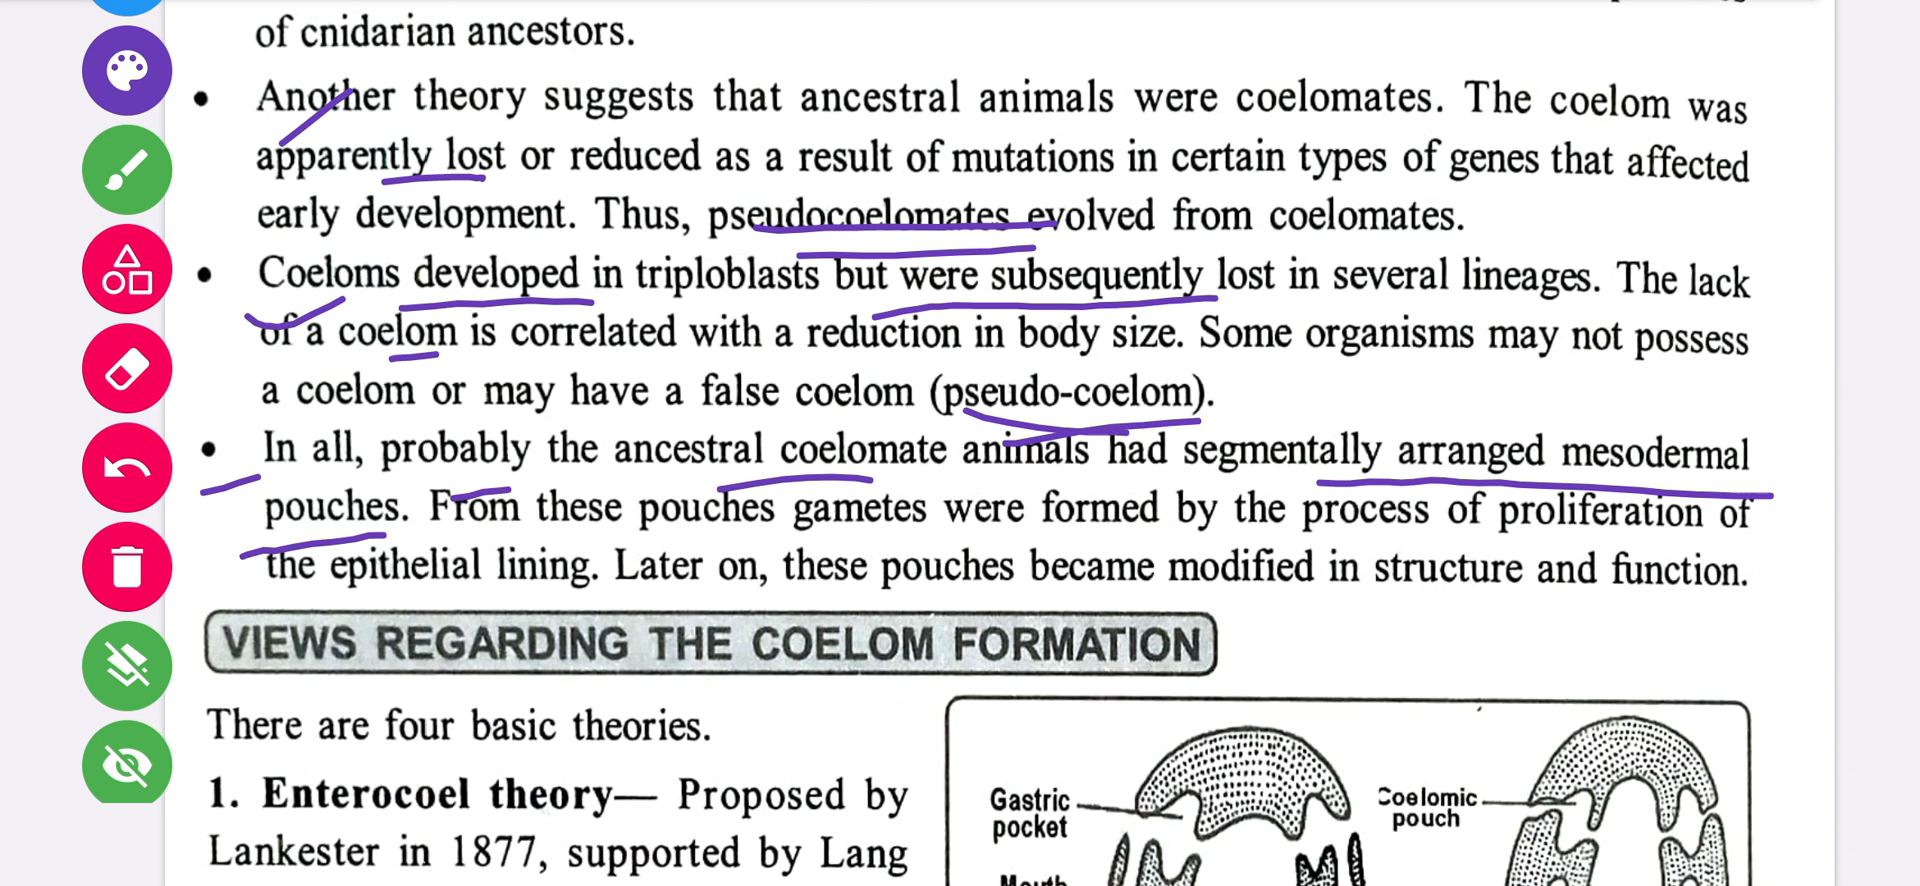 of cnidarian ancestors.
• Another theory suggests that ancestral animals were coelomates. The coelom was
apparently lost or reduced as a result of mutations in certain types of genes that affected
early development. Thus, pseudocoelomates evolved from coelomates.
• Coeloms developed in triploblasts but were subsequently lost in several lineages. The lack
of a coelom is correlated with a reduction in body size. Some organisms may not possess
a coelom or may have a false coelom (pseudo-coelom).
• In all, probably the ancestral coelomate animals had segmentally arranged mesodermal
pouches. From these pouches gametes were formed by the process of proliferation of
the epithelial lining. Later on, these pouches became modified in structure and function.
VIEWS REGARDING THE COELOM FORMATION
There are four basic theories.
1. Enterocoel theory— Proposed by
Lankester in 1877, supported by Lang
Gastric
pocket
Coelomic
pouch
Mouth